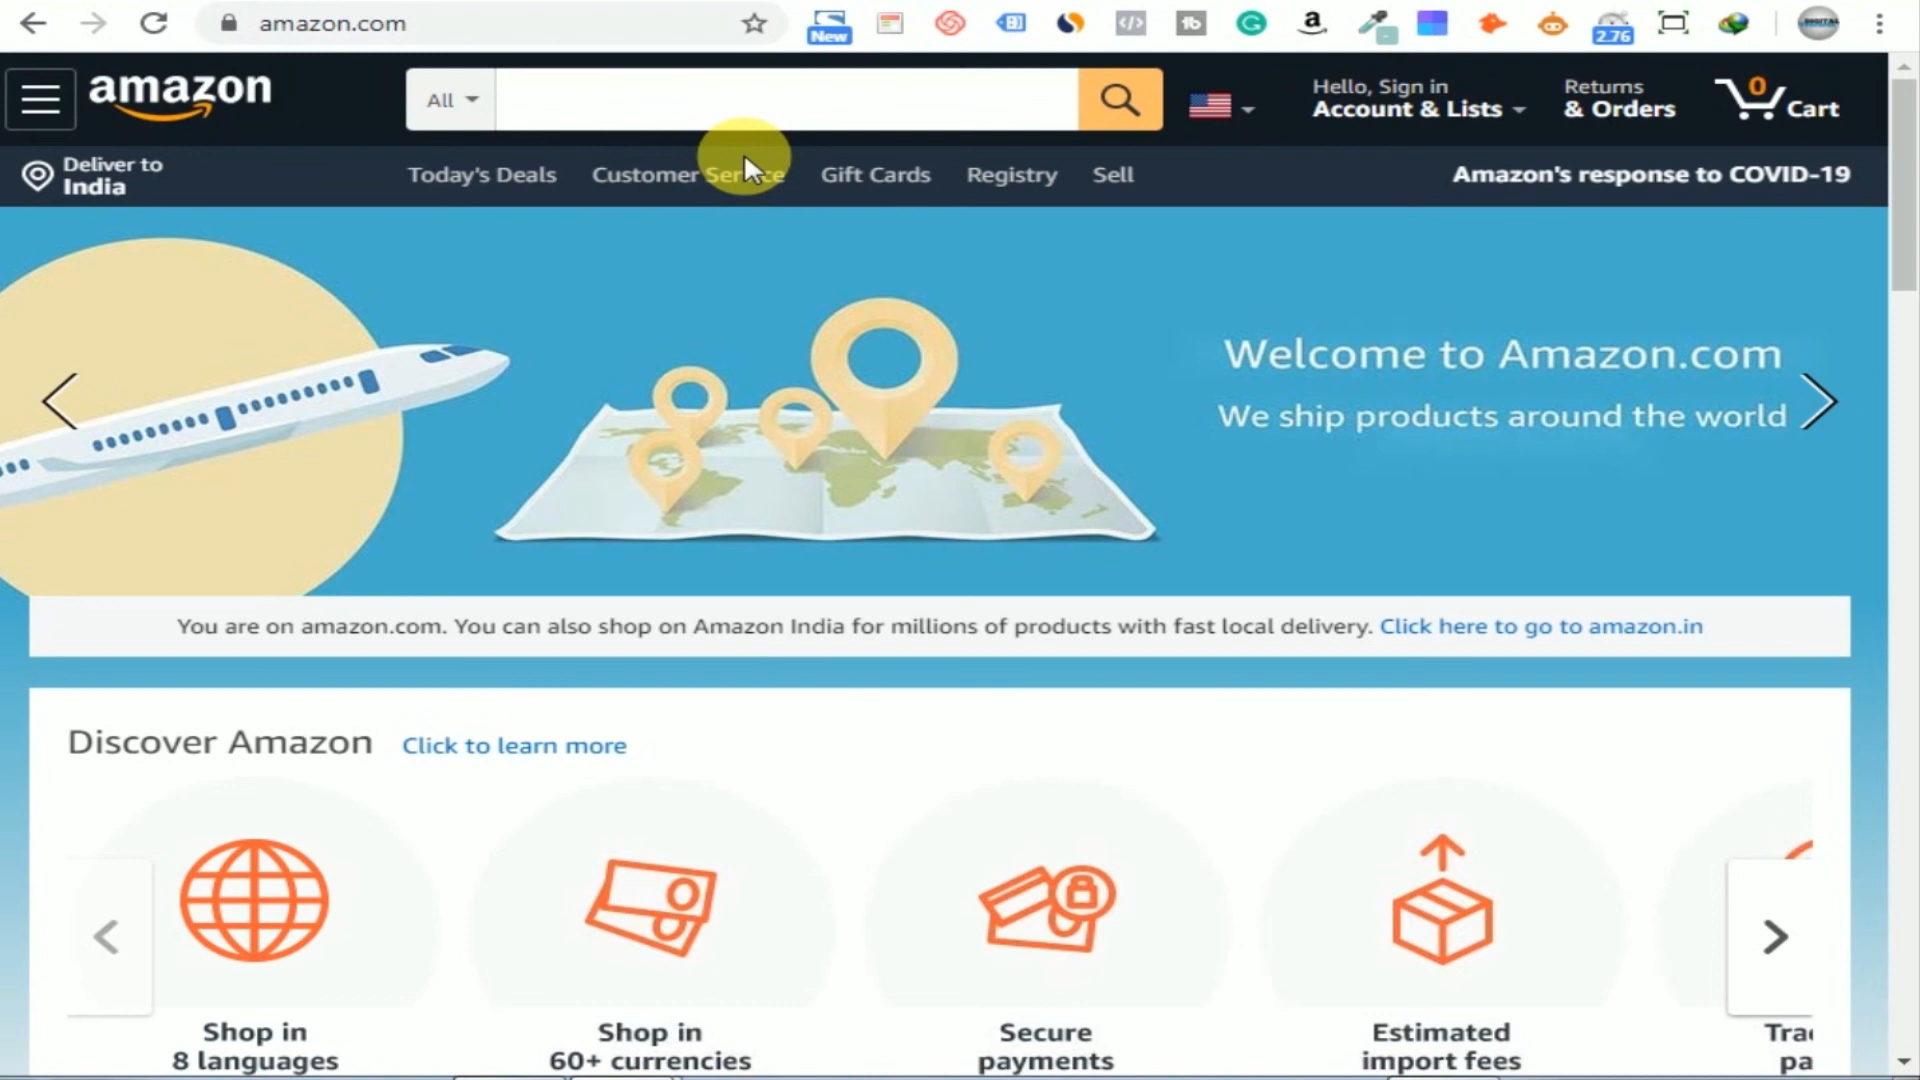 amazon.com
New
2.76
DIGITAL
amazon
All
Hello, Sign in
Account & Lists
Returns
& Orders
0
Cart
Deliver to
India
Today's Deals
Customer Service
Gift Cards
Registry
Sell
Amazon's response to COVID-19
Welcome to Amazon.com
We ship products around the world
You are on amazon.com. You can also shop on Amazon India for millions of products with fast local delivery. Click here to go to amazon.in
Discover Amazon
Click to learn more
Shop in
8 languages
Shop in
60+ currencies
Secure
payments
Estimated
import fees